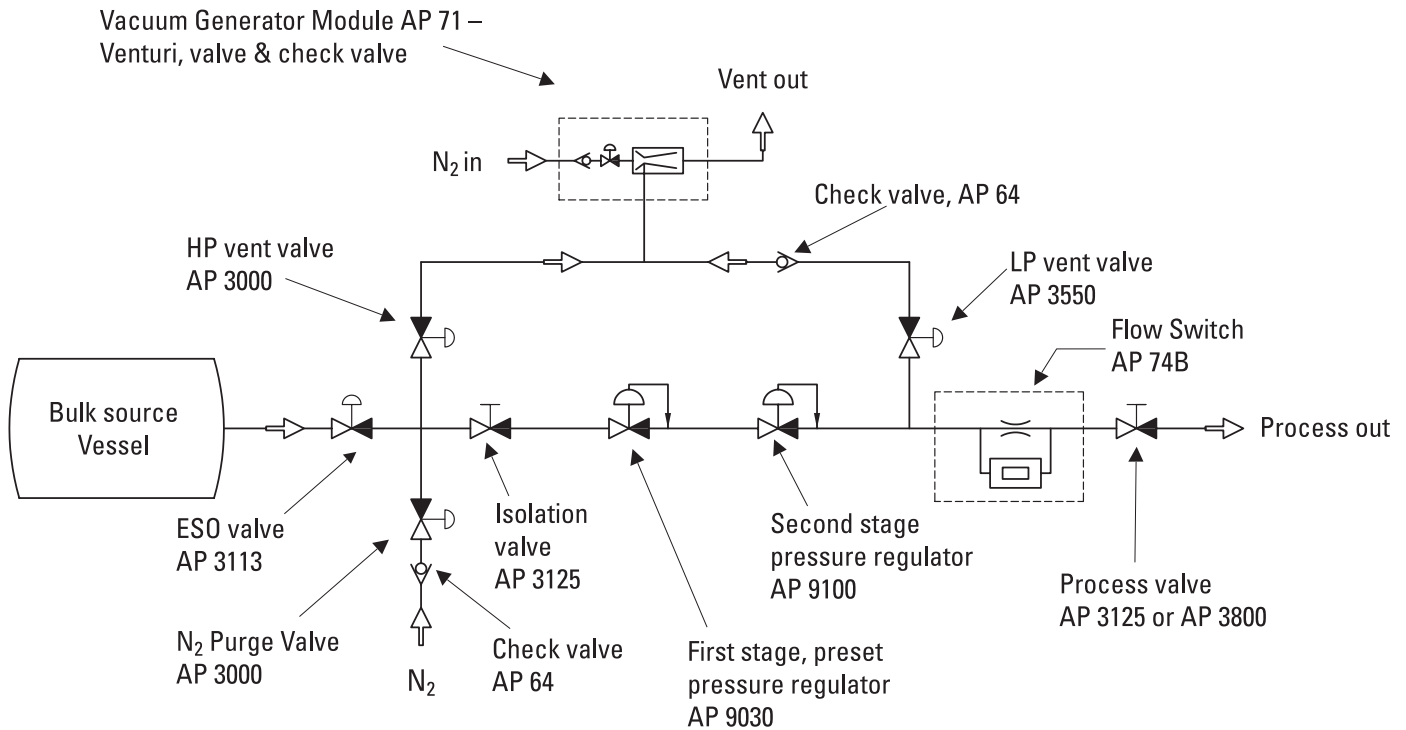 Vacuum Generator Module AP 71 –
Venturi, valve & check valve
Vent out
N₂ in
Check valve, AP 64
HP vent valve
AP 3000
LP vent valve
AP 3550
Flow Switch
AP 74B
Bulk source
Vessel
Process out
ESO valve
AP 3113
Isolation
valve
AP 3125
Second stage
pressure regulator
AP 9100
Process valve
AP 3125 or AP 3800
N₂ Purge Valve
AP 3000
N₂
Check valve
AP 64
First stage, preset
pressure regulator
AP 9030